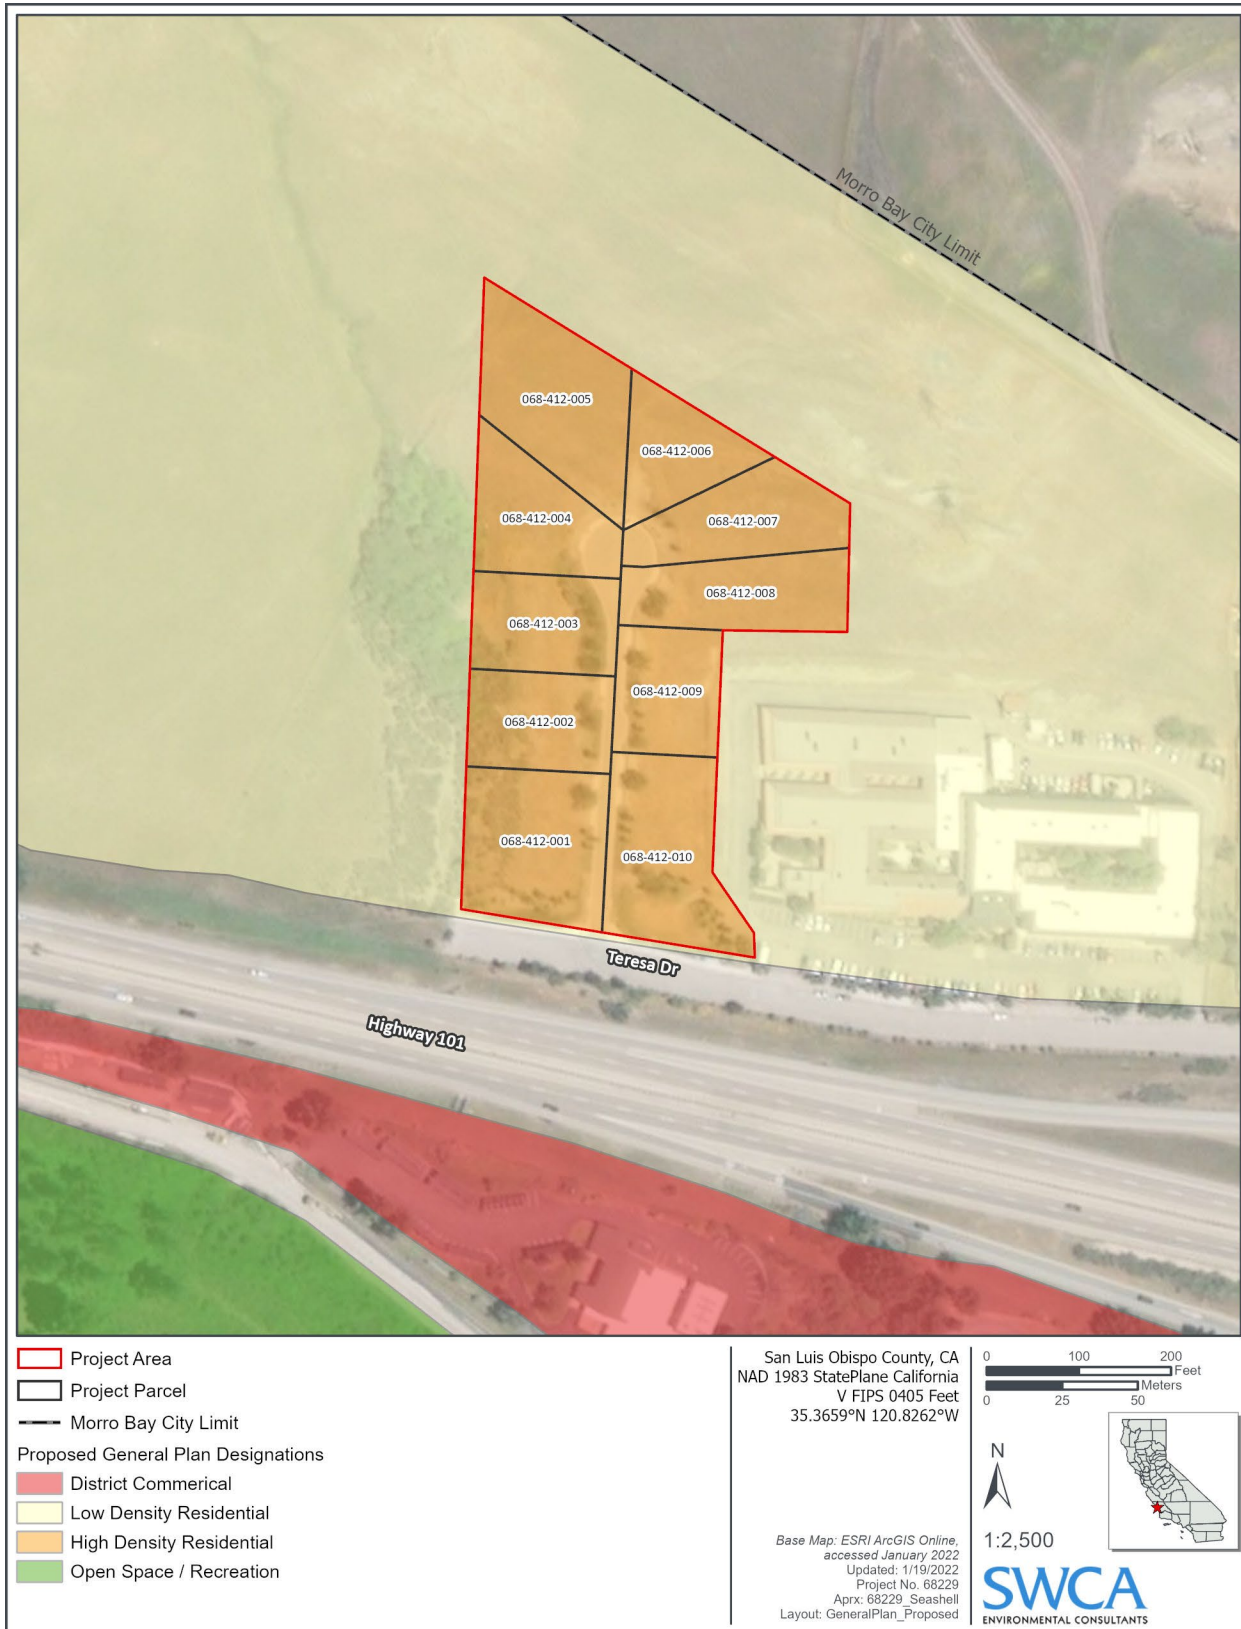 Morro Bay City Limit
068-412-005
068-412-006
068-412-004
068-412-007
068-412-008
068-412-003
068-412-009
068-412-002
068-412-001
068-412-010
Teresa Dr
Highway 101
Project Area
Project Parcel
Morro Bay City Limit
Proposed General Plan Designations
District Commerical
Low Density Residential
High Density Residential
Open Space / Recreation
San Luis Obispo County, CA
NAD 1983 StatePlane California
V FIPS 0405 Feet
35.3659°N 120.8262°W
Base Map: ESRI ArcGIS Online,
accessed January 2022
Updated: 1/19/2022
Project No. 68229
Aprx: 68229_Seashell
Layout: GeneralPlan_Proposed
0 100 200
Feet
Meters
0 25 50
N
1:2,500
SWCA
ENVIRONMENTAL CONSULTANTS